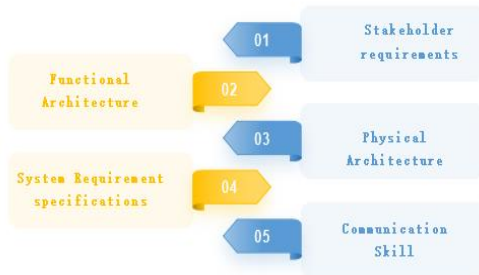 01
Stakeholder
requirements
Functional
Architecture
02
03
Physical
Architecture
System Requirement
specifications
04
05
Communication
Skill